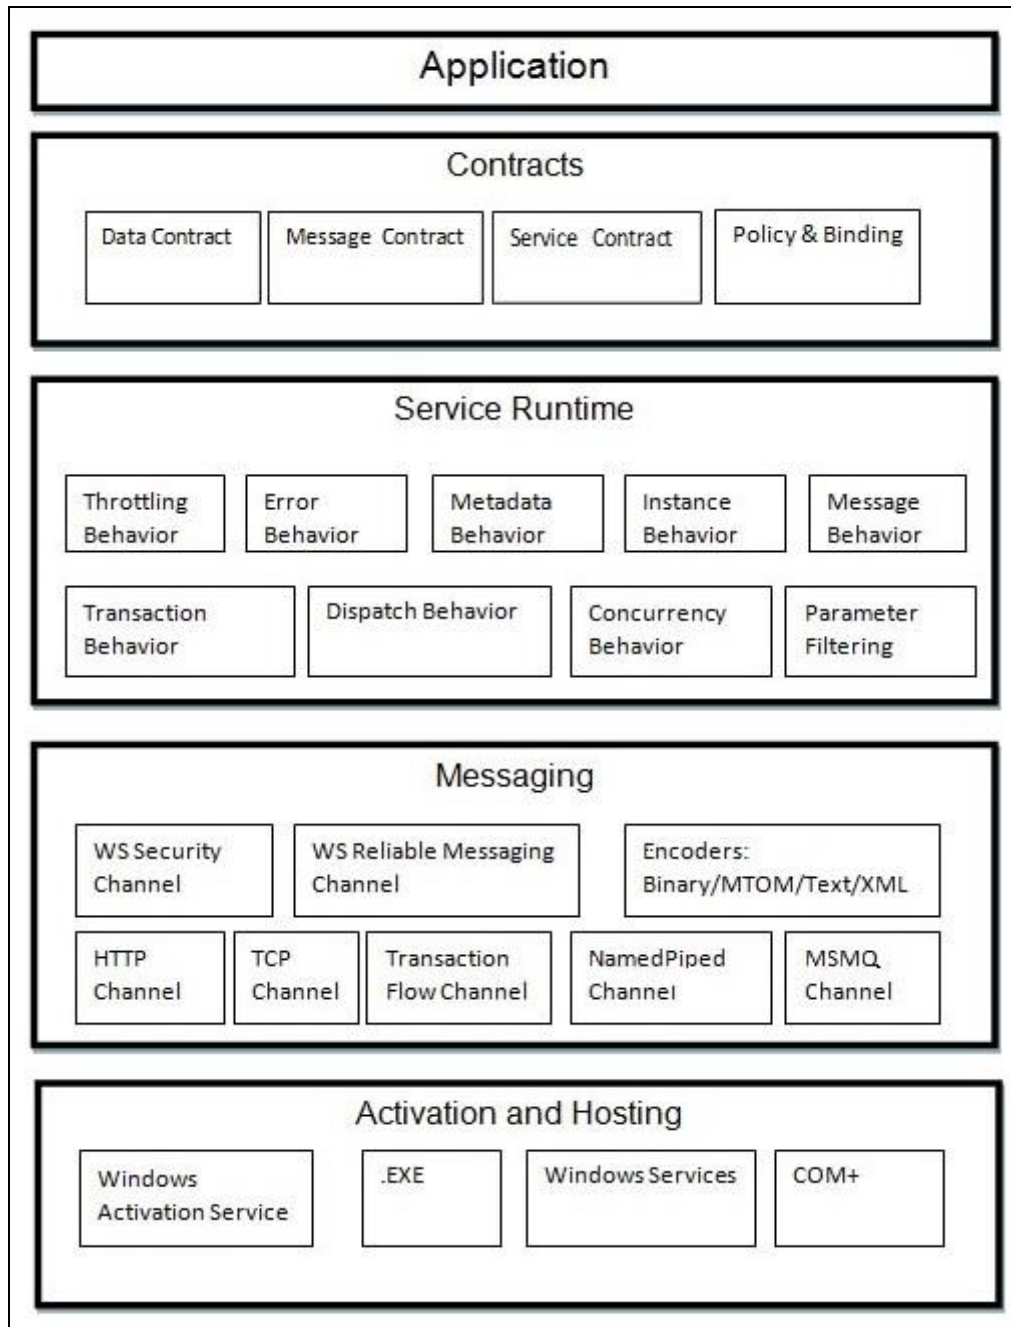 Application
Contracts
Data Contract
Message Contract
Service Contract
Policy & Binding
Service Runtime
Throttling
Behavior
Error
Behavior
Metadata
Behavior
Instance
Behavior
Message
Behavior
Transaction
Behavior
Dispatch Behavior
Concurrency
Behavior
Parameter
Filtering
Messaging
WS Security
Channel
WS Reliable Messaging
Channel
Encoders:
Binary/MTOM/Text/XML
HTTP
Channel
TCP
Channel
Transaction
Flow Channel
NamedPiped
Channel
MSMQ
Channel
Activation and Hosting
Windows
Activation Service
.EXE
Windows Services
COM+